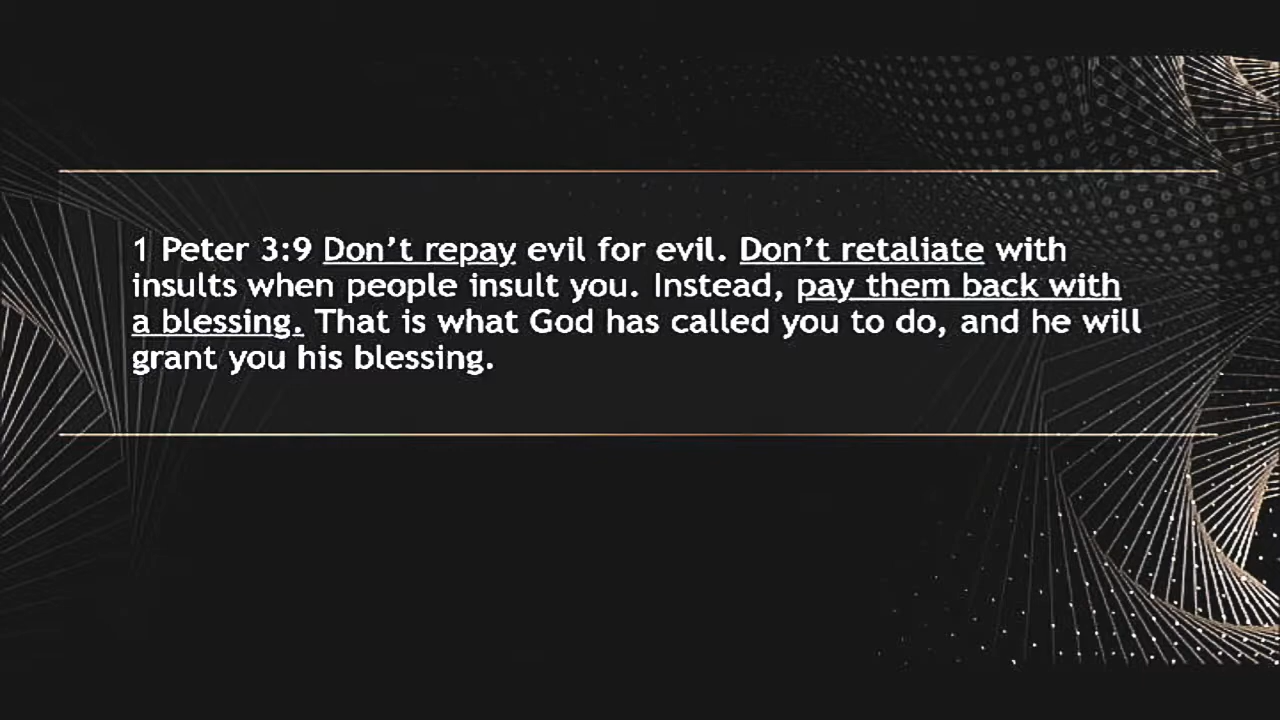 1 Peter 3:9 Don’t repay evil for evil. Don’t retaliate with
insults when people insult you. Instead, pay them back with
a blessing. That is what God has called you to do, and he will
grant you his blessing.